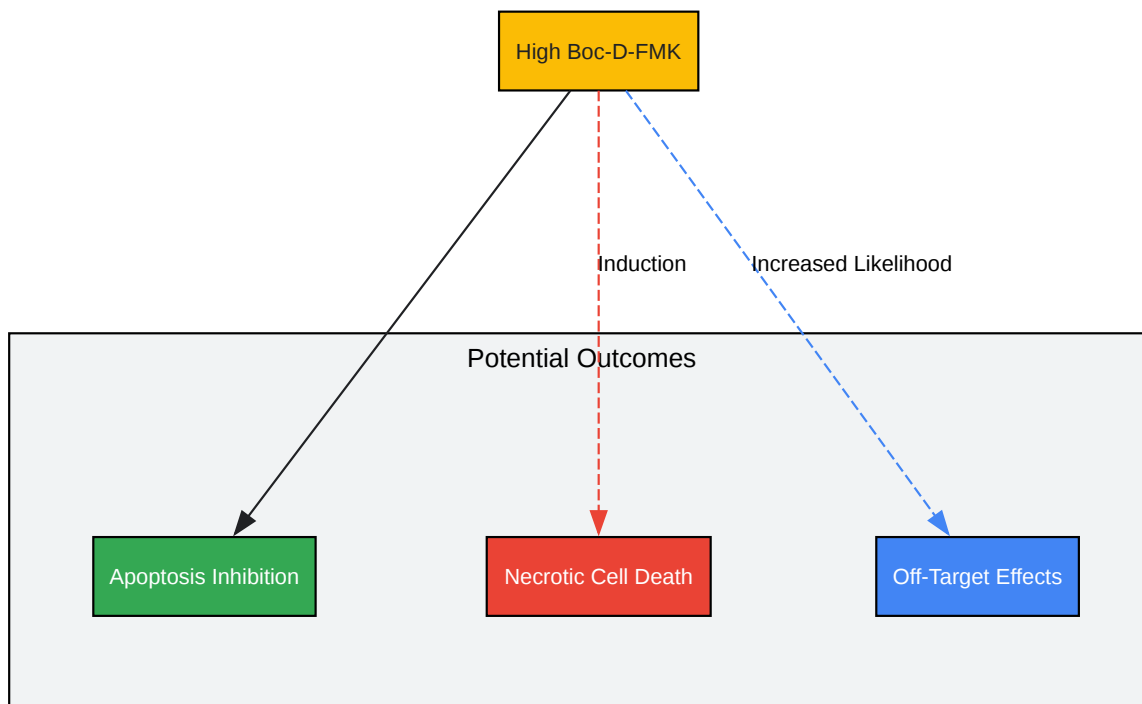 High Boc-D-FMK
Induction
Increased Likelihood
Potential Outcomes
Apoptosis Inhibition
Necrotic Cell Death
Off-Target Effects